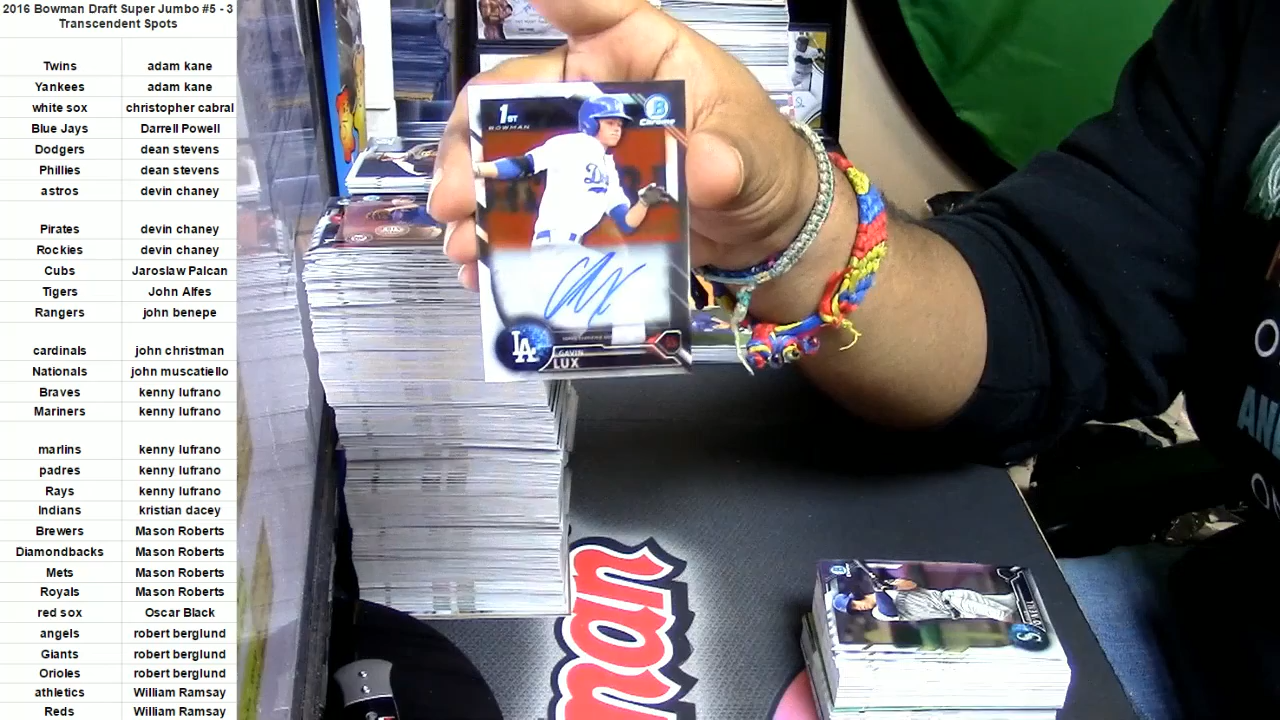 2016 Bowman Draft Super Jumbo #5 - 3
Transcendent Spots
Twins adam kane
Yankees adam kane
white sox christopher cabral
Blue Jays Darrell Powell
Dodgers dean stevens
Phillies dean stevens
astros devin chaney
Pirates devin chaney
Rockies devin chaney
Cubs Jaroslaw Palcan
Tigers John Alfes
Rangers john benepe
cardinals john christman
Nationals john muscatiello
Braves kenny lufrano
Mariners kenny lufrano
marlins kenny lufrano
padres kenny lufrano
Rays kenny lufrano
Indians kristian dacey
Brewers Mason Roberts
Diamondbacks Mason Roberts
Mets Mason Roberts
Royals Mason Roberts
red sox Oscar Black
angels robert berglund
Giants robert berglund
Orioles robert berglund
athletics William Ramsay
Reds William Ramsay
1ST
BOWMAN
B
Chrome
LA
GAVIN
LUX
S